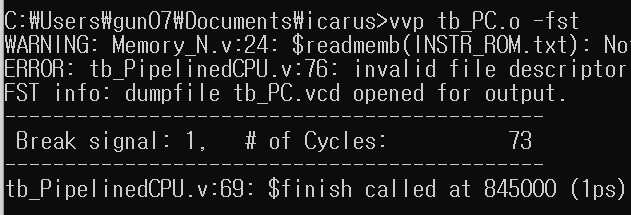 C:₩Users₩gun07₩Documents₩icarus>vvp tb_PC.o -fst
WARNING: Memory_N.v:24: $readmemb(INSTR_ROM.txt): No
ERROR: tb_PipelinedCPU.v:76: invalid file descriptor
FST info: dumpfile tb_PC.vcd opened for output.
-------------------------------------------------
Break signal: 1,   # of Cycles:          73
-------------------------------------------------
tb_PipelinedCPU.v:69: $finish called at 845000 (1ps)